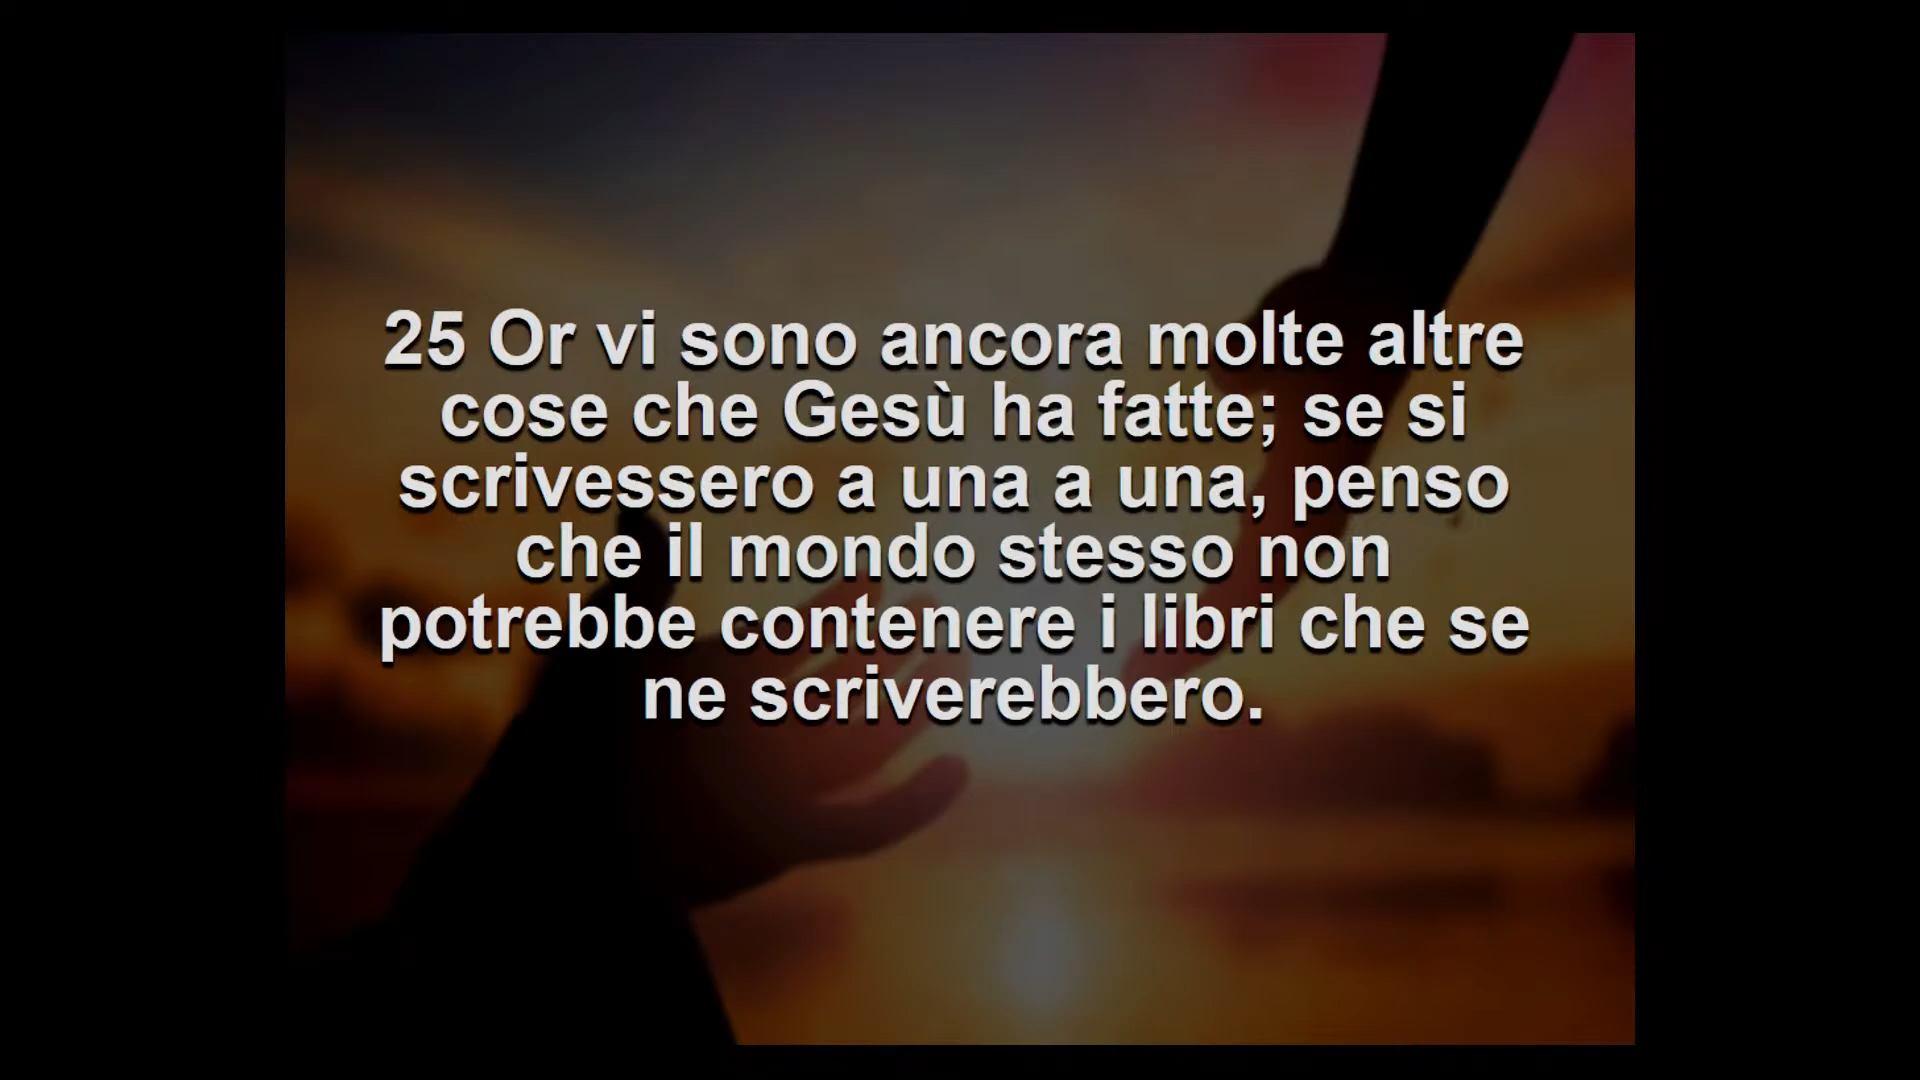 25 Or vi sono ancora molte altre
cose che Gesù ha fatte; se si
scrivessero a una a una, penso
che il mondo stesso non
potrebbe contenere i libri che se
ne scriverebbero.